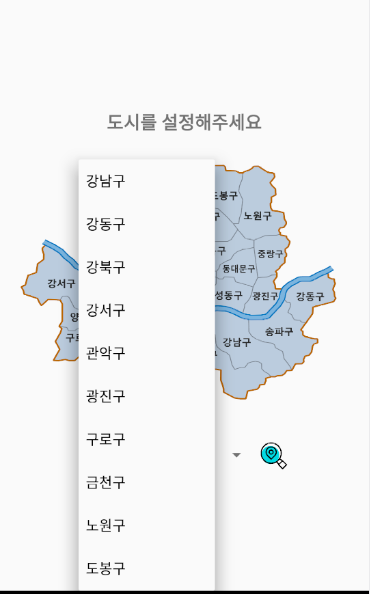 도시를 설정해주세요
강남구
강동구
강북구
강서구
관악구
광진구
구로구
금천구
노원구
도봉구
노원구
중랑구
동대문구
강서구
성동구
광진구
강동구
송파구
강남구